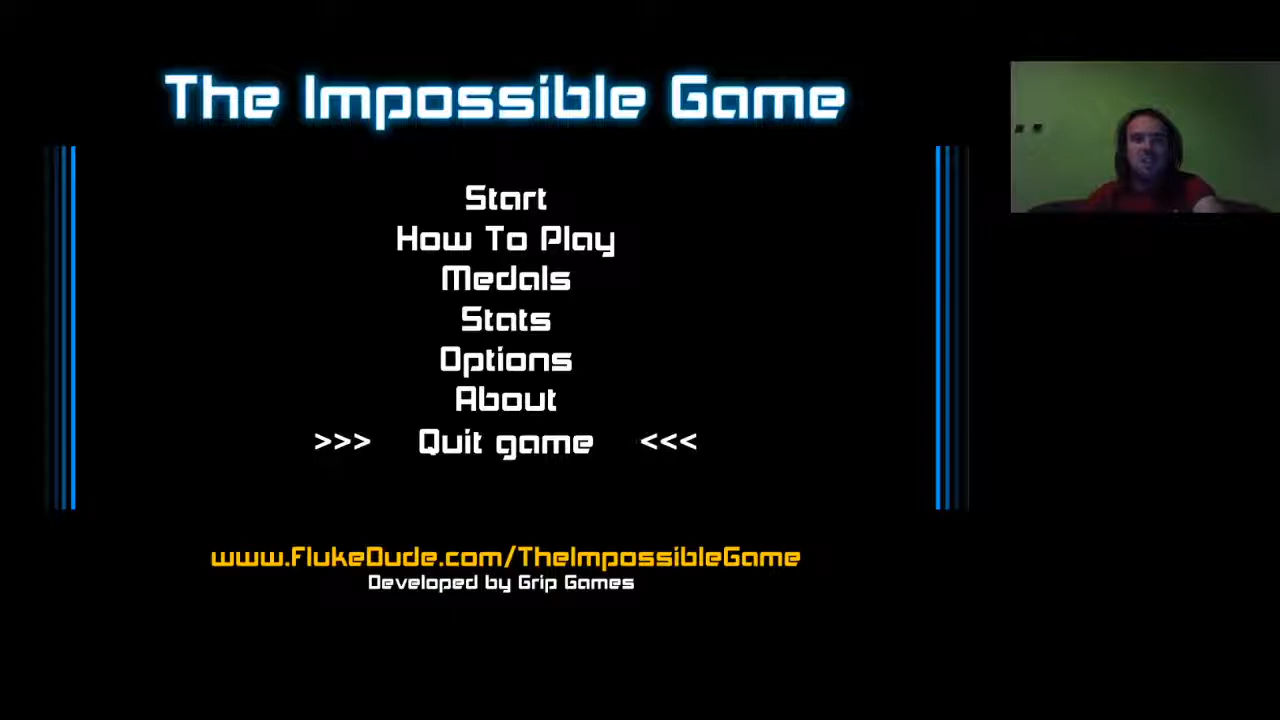 The Impossible Game
Start
How To Play
Medals
Stats
Options
About
>>> Quit game <<<
www.FlukeDude.com/TheImpossibleGame
Developed by Grip Games